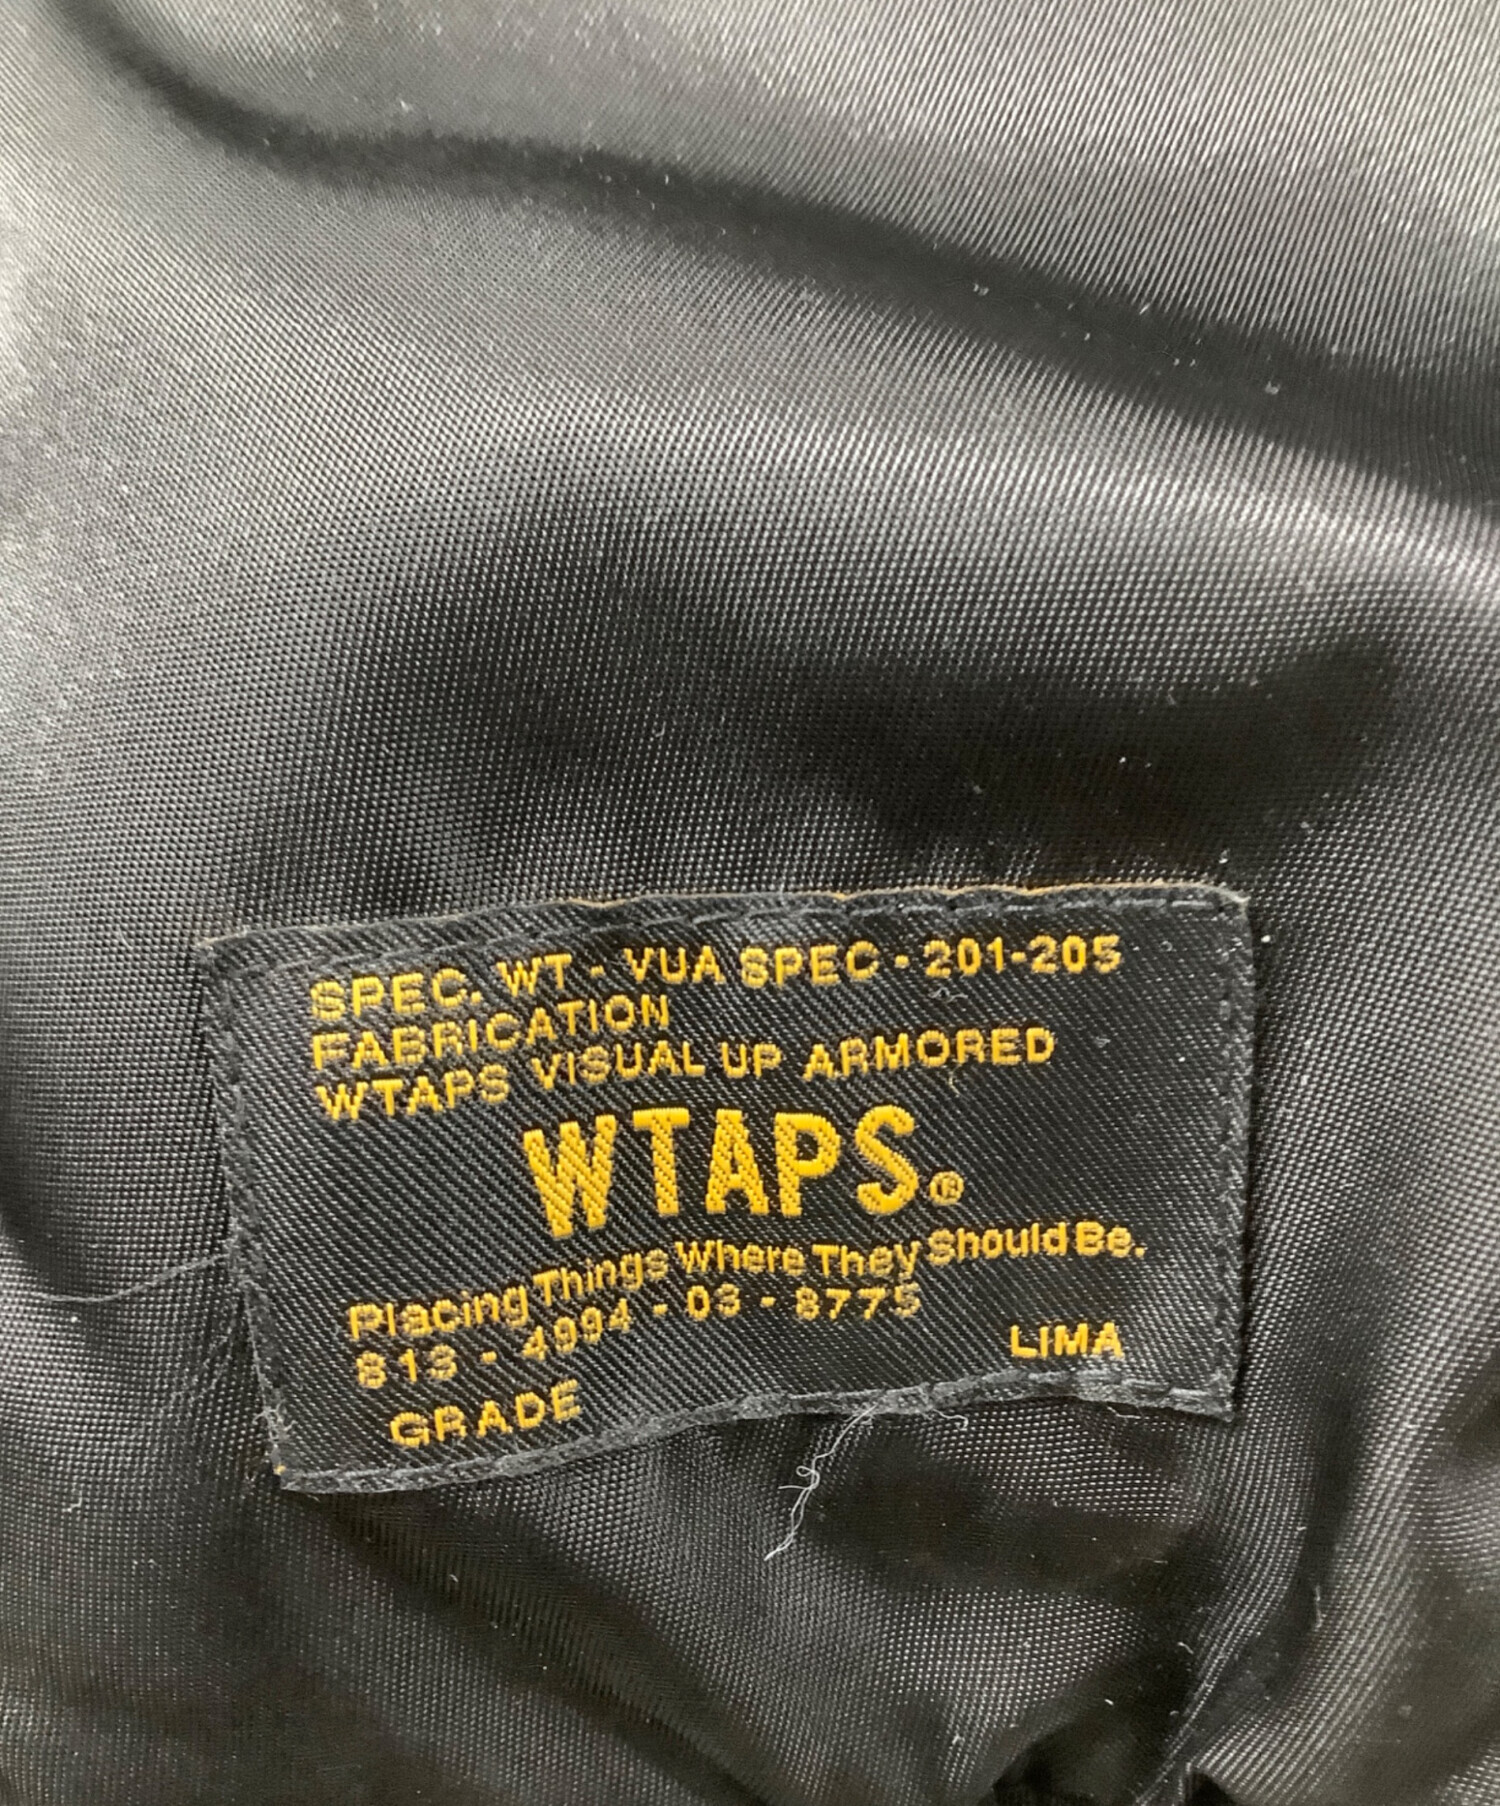 SPEC. WT - VUA SPEC - 201-205
FABRICATION
WTAPS VISUAL UP ARMORED
WTAPS.®
Placing Things Where They Should Be.
813 - 4994 - 03 - 8775
LIMA
GRADE